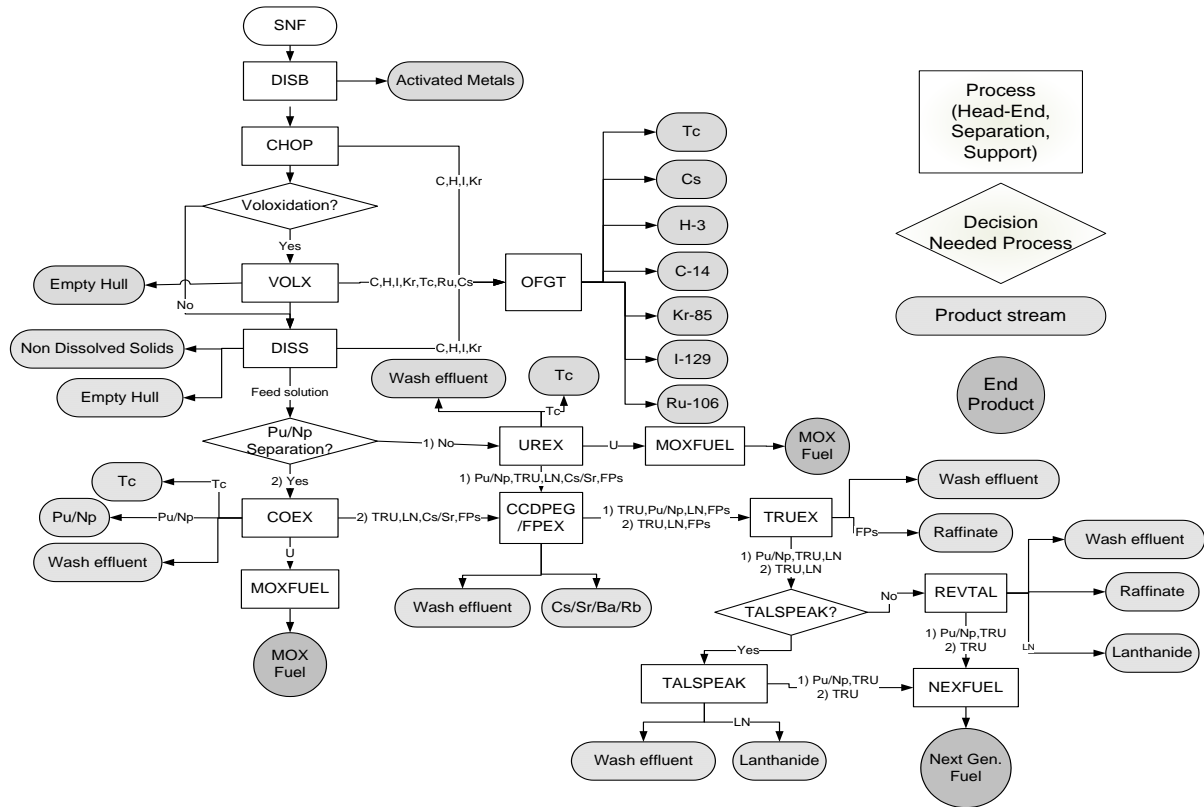 SNF
DISB
Activated Metals
CHOP
C,H,I,Kr
Voloxidation?
Yes
No
VOLX
Empty Hull
C,H,I,Kr,Tc,Ru,Cs
OFGT
Tc
Cs
H-3
C-14
Kr-85
I-129
Ru-106
Process
(Head-End,
Separation,
Support)
Decision
Needed Process
Product stream
End
Product
DISS
Non Dissolved Solids
Empty Hull
C,H,I,Kr
Feed solution
Pu/Np
Separation?
1) No
2) Yes
Wash effluent
Tc
Tc
UREX
U
MOXFUEL
MOX
Fuel
1) Pu/Np,TRU,LN,Cs/Sr,FPs
Tc
Tc
Pu/Np
Pu/Np
Wash effluent
COEX
U
MOXFUEL
MOX
Fuel
2) TRU,LN,Cs/Sr,FPs
CCDPEG
/FPEX
Wash effluent
Cs/Sr/Ba/Rb
1) TRU,Pu/Np,LN,FPs
2) TRU,LN,FPs
TRUEX
Wash effluent
FPs
Raffinate
1) Pu/Np,TRU,LN
2) TRU,LN
TALSPEAK?
No
Yes
REVTAL
Wash effluent
Raffinate
LN
Lanthanide
1) Pu/Np,TRU
2) TRU
TALSPEAK
1) Pu/Np,TRU
2) TRU
NEXFUEL
LN
Wash effluent
Lanthanide
Next Gen.
Fuel